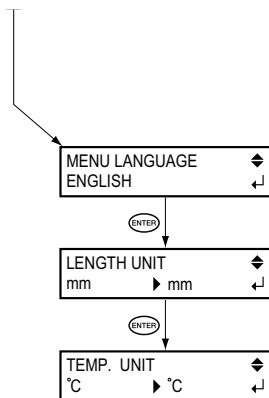 MENU LANGUAGE
ENGLISH
ENTER
LENGTH UNIT
mm mm
ENTER
TEMP. UNIT
°C °C